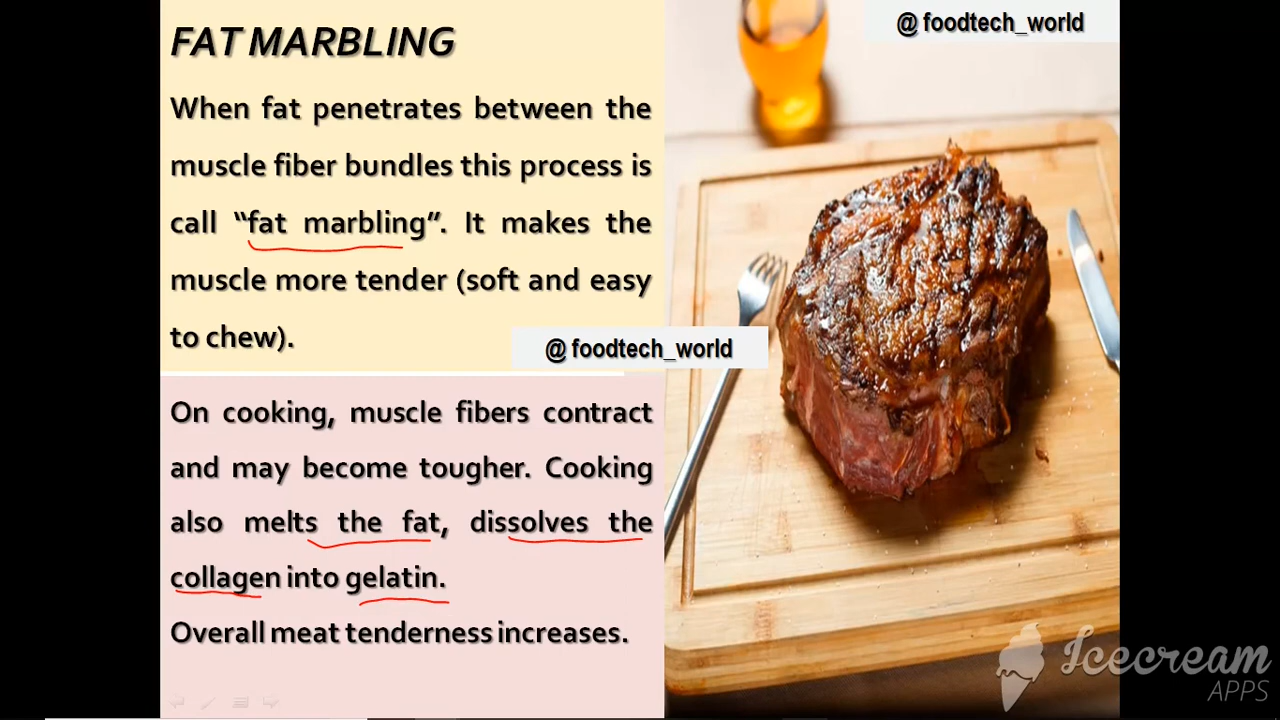 FAT MARBLING
@ foodtech_world
When fat penetrates between the
muscle fiber bundles this process is
call “fat marbling”. It makes the
muscle more tender (soft and easy
to chew).
@ foodtech_world
On cooking, muscle fibers contract
and may become tougher. Cooking
also melts the fat, dissolves the
collagen into gelatin.
Overall meat tenderness increases.
Icecream
APPS